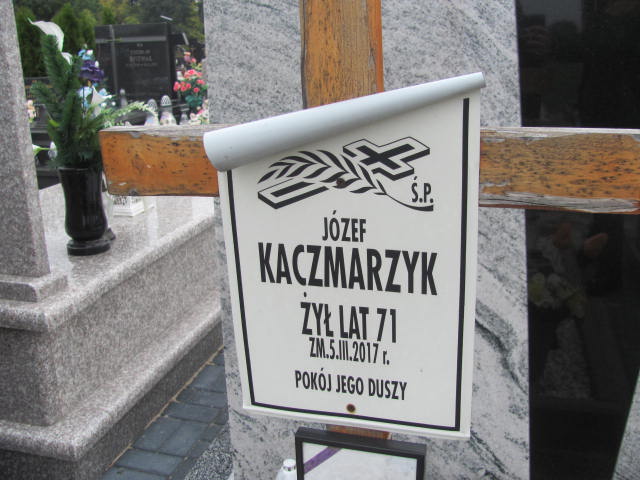 Ś.P.
JÓZEF
KACZMARZYK
ŻYŁ LAT 71
ZM.5.III.2017 r.
POKÓJ JEGO DUSZY